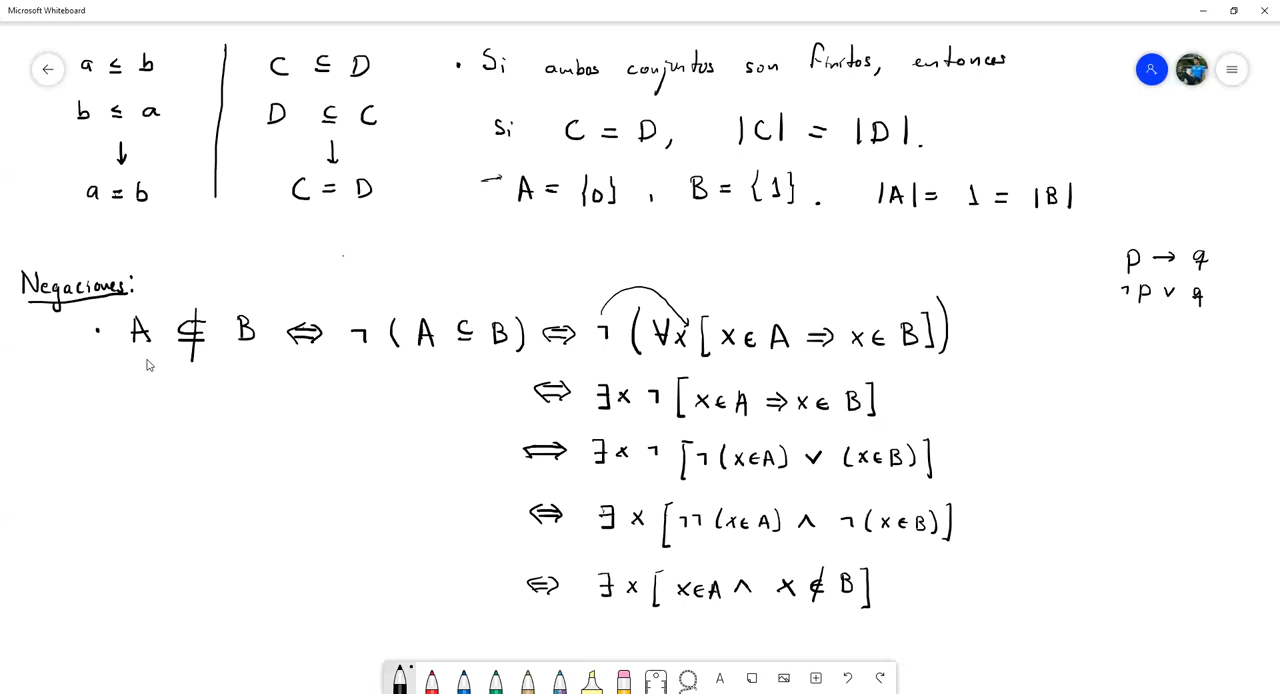 Microsoft Whiteboard
a ≤ b
b ≤ a
↓
a = b
C ⊆ D
D ⊆ C
↓
C = D
· Si ambos conjuntos son finitos, entonces
Si C = D, |C| = |D|.
→ A = {0}, B = {1}. |A| = 1 = |B|
p → q
¬p ∨ q
Negaciones:
· A ⊈ B ⇔ ¬(A ⊆ B) ⇔ ¬(∀x[x∈A ⇒ x∈B])
⇔ ∃x ¬[x∈A ⇒ x∈B]
⇔ ∃x ¬[¬(x∈A) ∨ (x∈B)]
⇔ ∃x[¬¬(x∈A) ∧ ¬(x∈B)]
⇔ ∃x[x∈A ∧ x∉B]
A